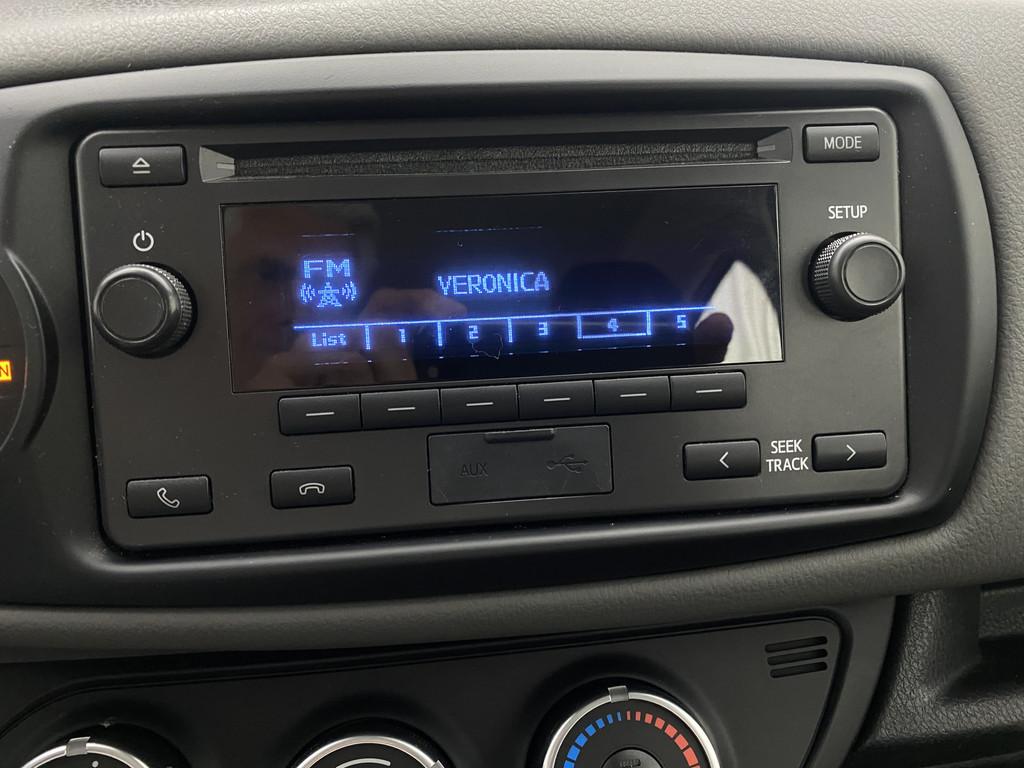 MODE
SETUP
FM
VERONICA
List 1 2 3 4 5
AUX
SEEK
TRACK
N